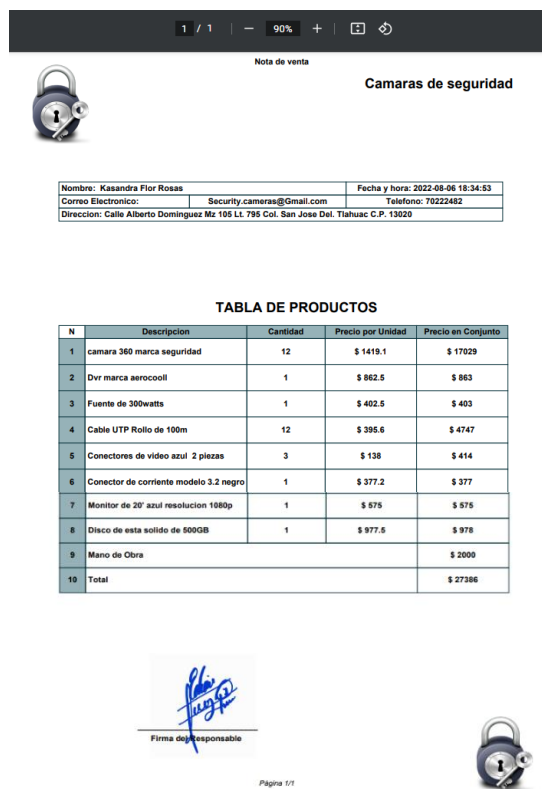 1 / 1 90%
Nota de venta
Camaras de seguridad
Nombre: Kasandra Flor Rosas Fecha y hora: 2022-08-06 18:34:53
Correo Electronico: Security.cameras@Gmail.com Telefono: 70222482
Direccion: Calle Alberto Dominguez Mz 105 Lt. 795 Col. San Jose Del. Tlahuac C.P. 13020
TABLA DE PRODUCTOS
N Descripcion Cantidad Precio por Unidad Precio en Conjunto
1 camara 360 marca seguridad 12 $ 1419.1 $ 17029
2 Dvr marca aerocooll 1 $ 862.5 $ 863
3 Fuente de 300watts 1 $ 402.5 $ 403
4 Cable UTP Rollo de 100m 12 $ 395.6 $ 4747
5 Conectores de video azul 2 piezas 3 $ 138 $ 414
6 Conector de corriente modelo 3.2 negro 1 $ 377.2 $ 377
7 Monitor de 20' azul resolucion 1080p 1 $ 575 $ 575
8 Disco de esta solido de 500GB 1 $ 977.5 $ 978
9 Mano de Obra $ 2000
10 Total $ 27386
Firma del Responsable
Página 1/1